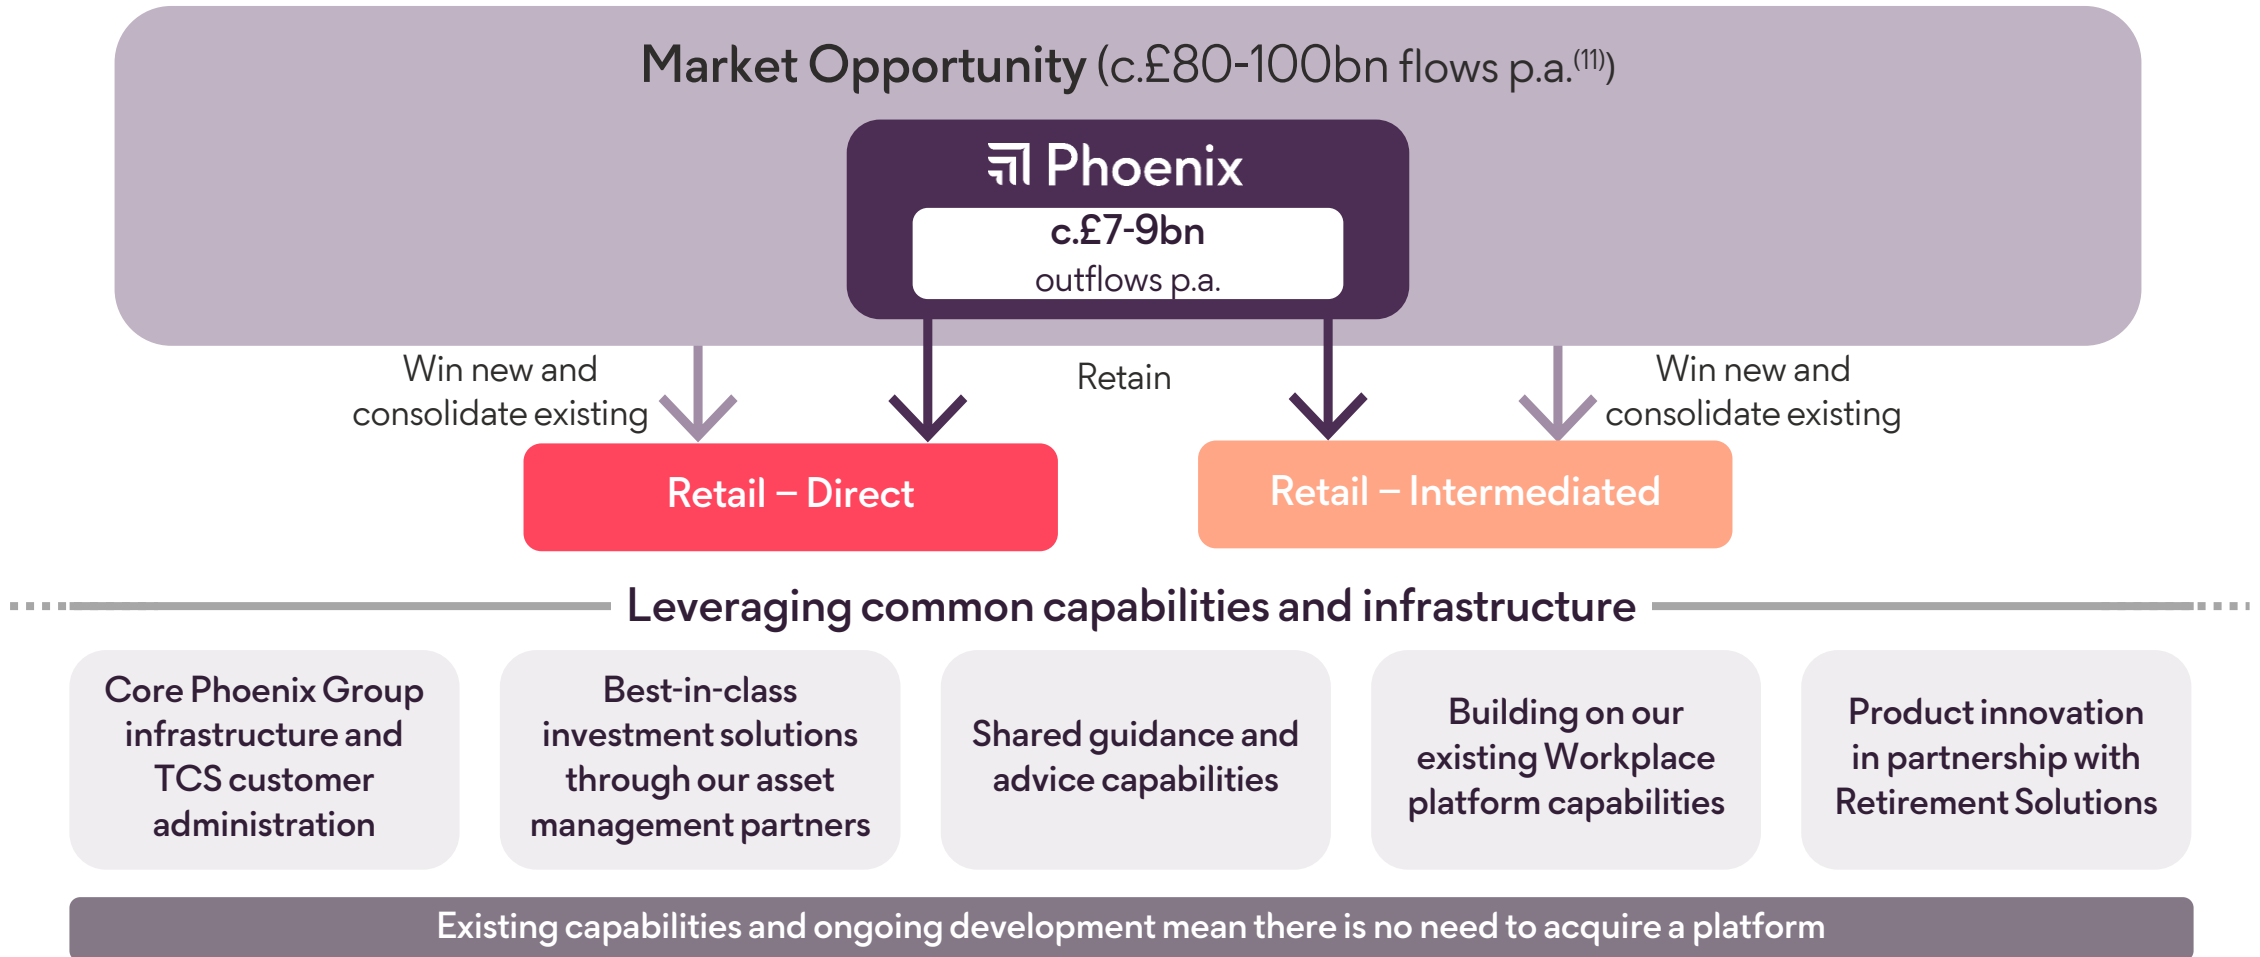 Market Opportunity (c.£80-100bn flows p.a.(11))
Phoenix
c.£7-9bn
outflows p.a.
Win new and
consolidate existing
Retain
Win new and
consolidate existing
Retail – Direct
Retail – Intermediated
Leveraging common capabilities and infrastructure
Core Phoenix Group
infrastructure and
TCS customer
administration
Best-in-class
investment solutions
through our asset
management partners
Shared guidance and
advice capabilities
Building on our
existing Workplace
platform capabilities
Product innovation
in partnership with
Retirement Solutions
Existing capabilities and ongoing development mean there is no need to acquire a platform